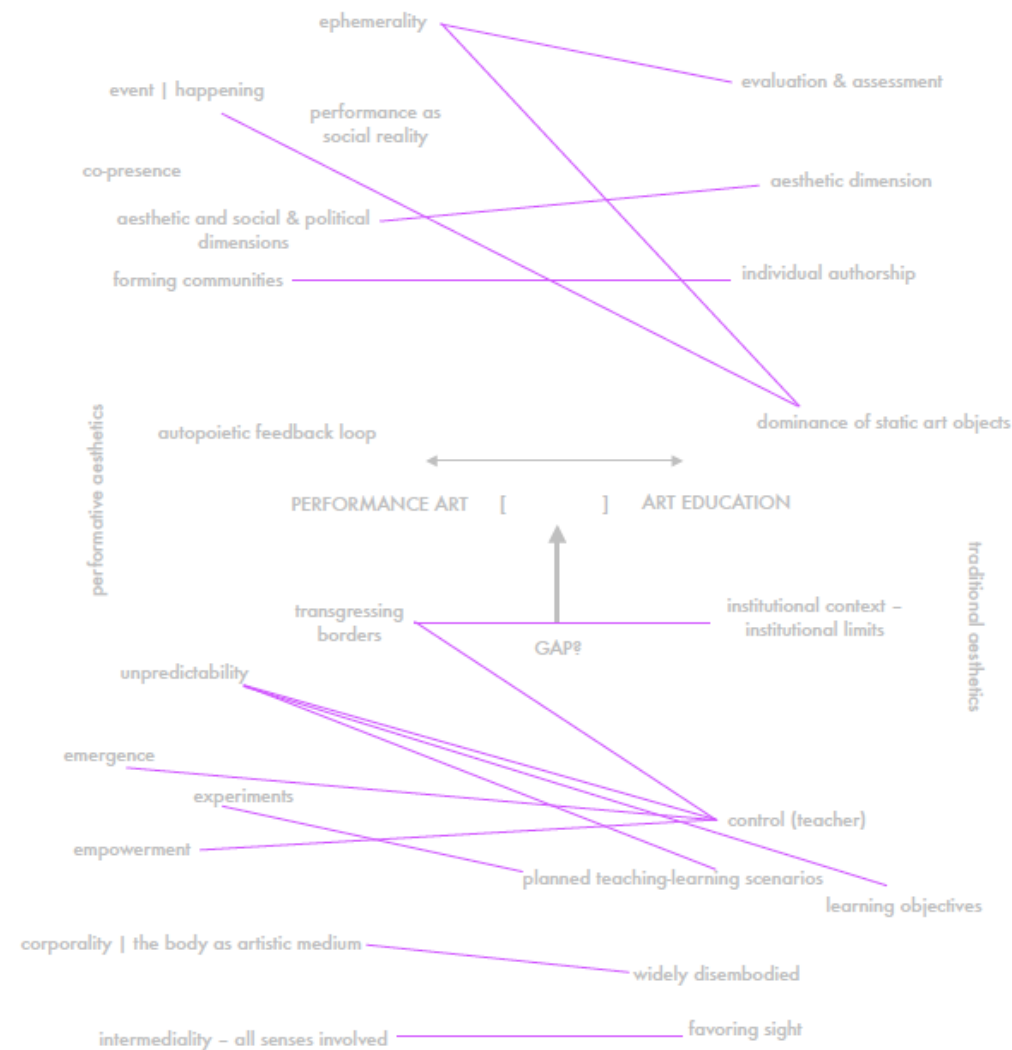 ephemerality
evaluation & assessment
event | happening
performance as
social reality
co-presence
aesthetic dimension
aesthetic and social & political
dimensions
forming communities
individual authorship
dominance of static art objects
autopoietic feedback loop
performative aesthetics
PERFORMANCE ART [ ] ART EDUCATION
traditional aesthetics
transgressing
borders
institutional context –
institutional limits
GAP?
unpredictability
emergence
experiments
control (teacher)
empowerment
planned teaching-learning scenarios
learning objectives
corporality | the body as artistic medium
widely disembodied
intermediality – all senses involved
favoring sight